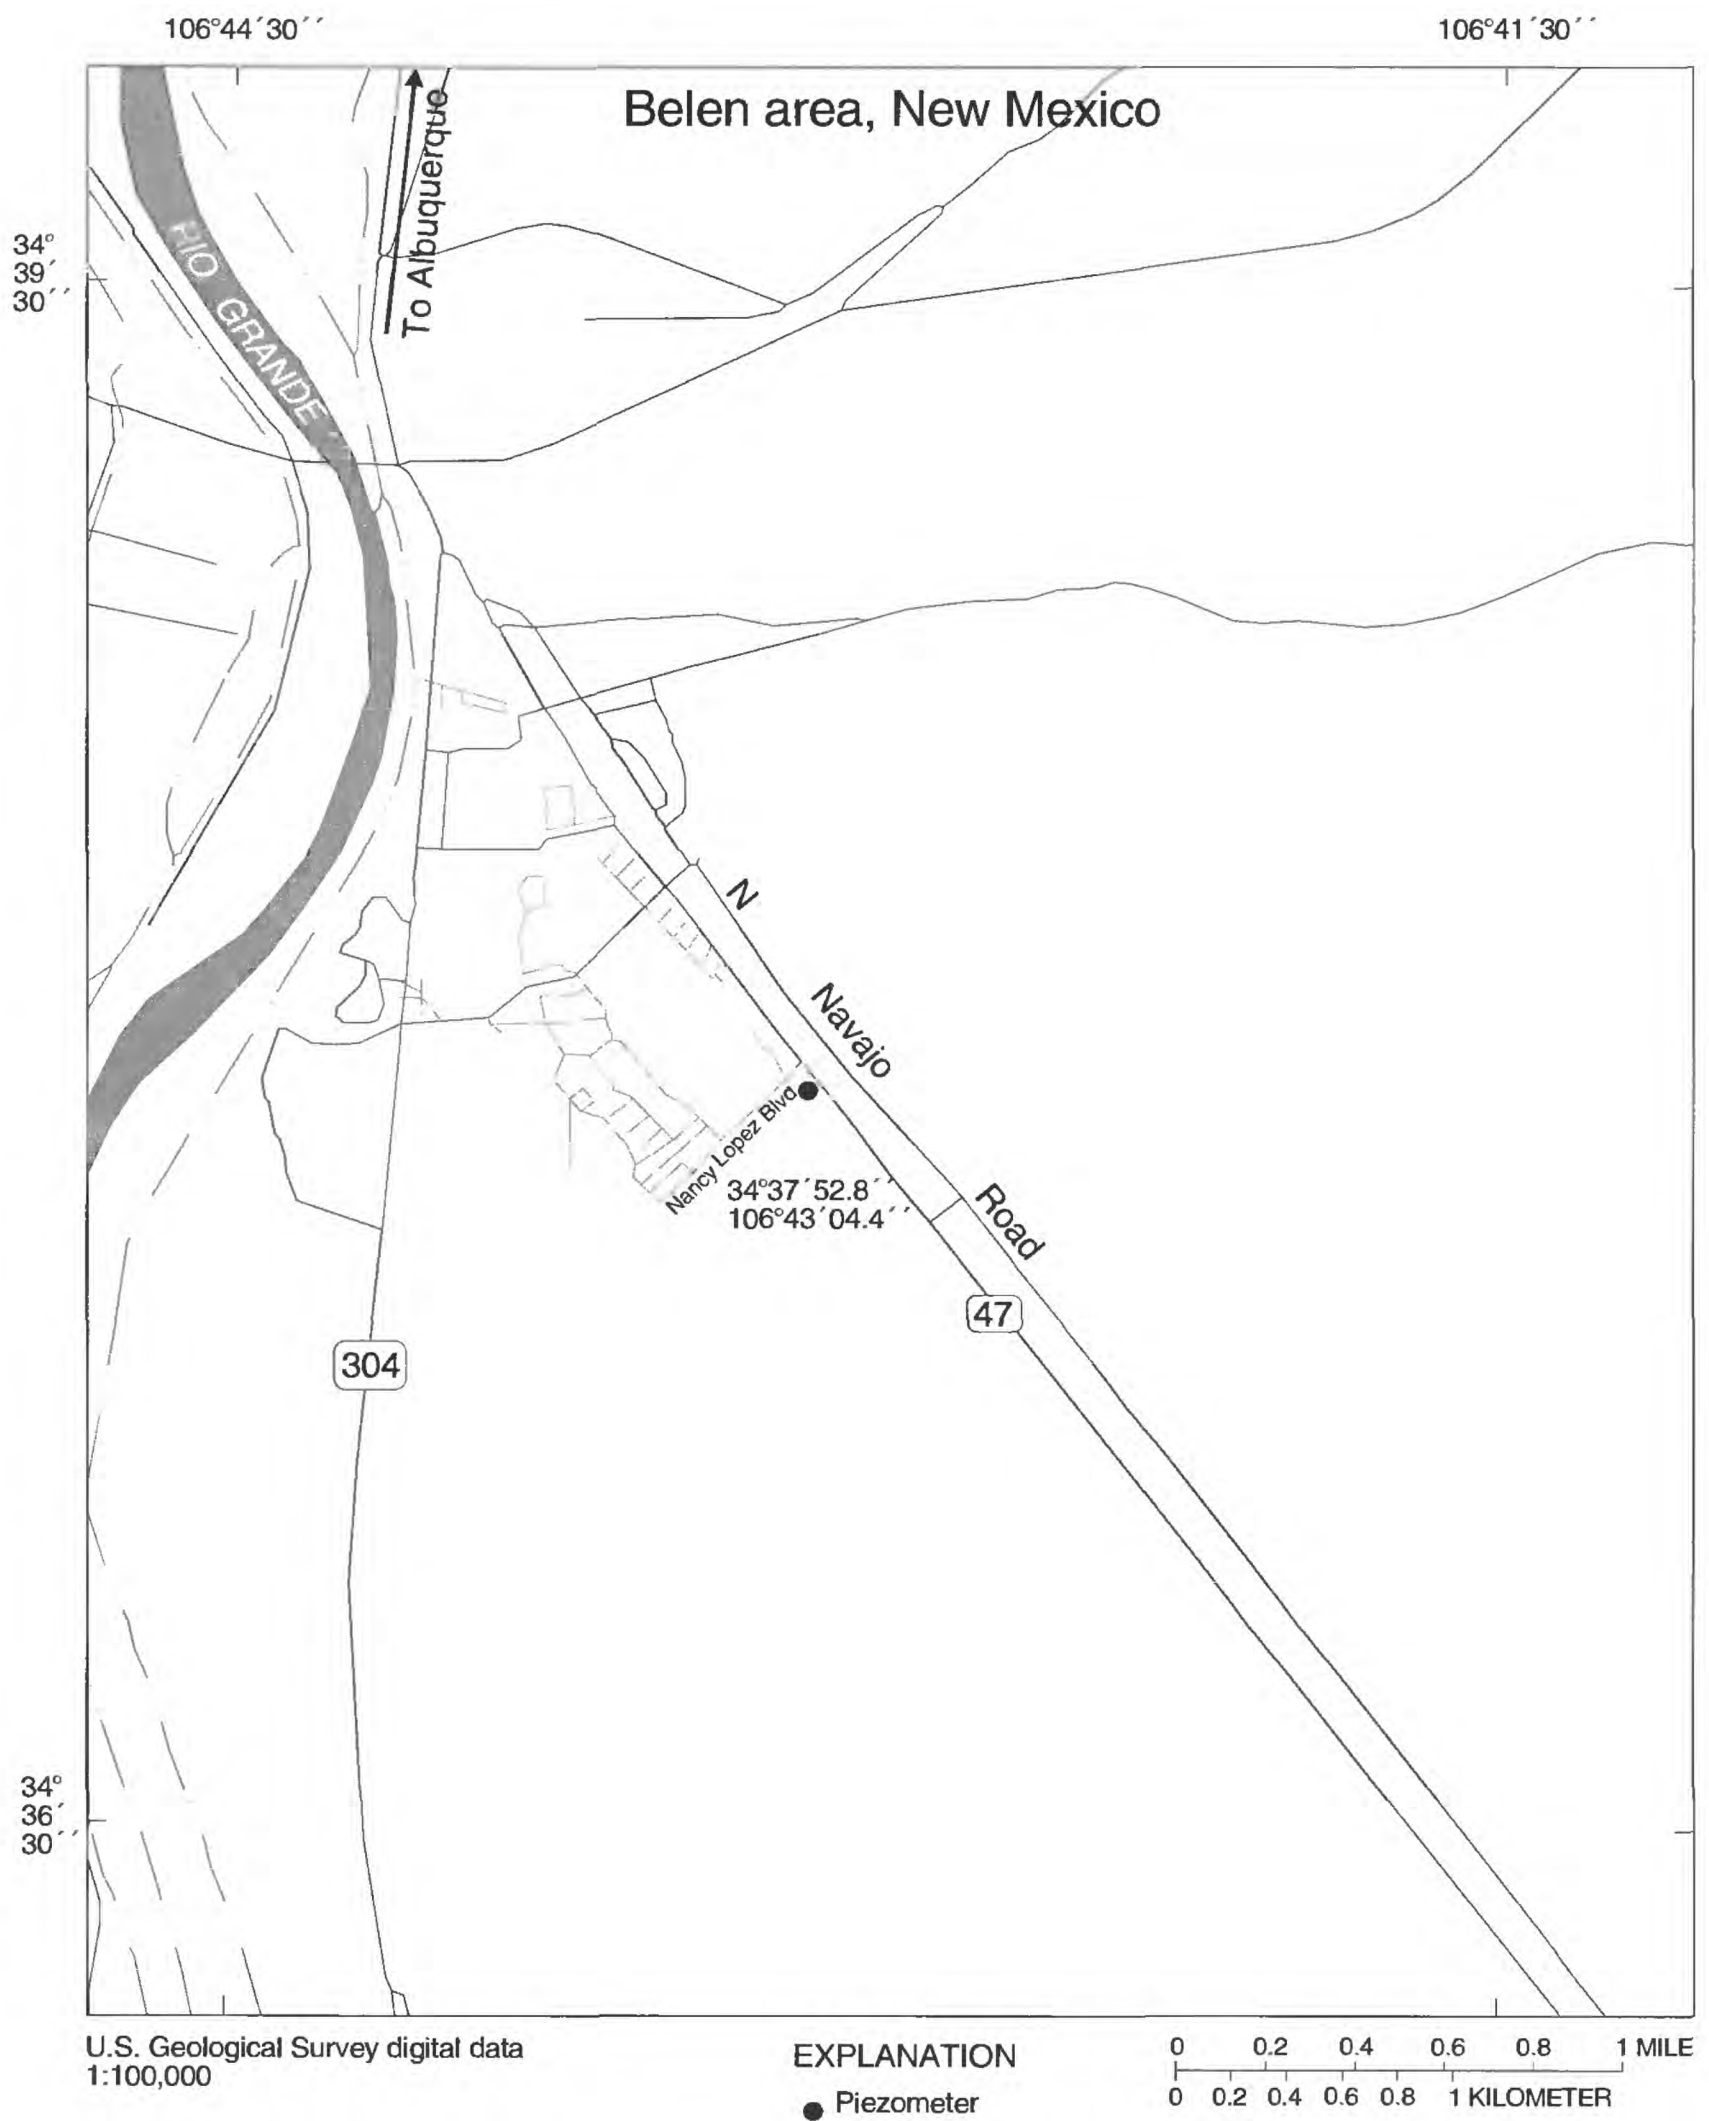 106°44´30´´
106°41´30´´
Belen area, New Mexico
To Albuquerque
34°
39´
30´´
RIO GRANDE
N Navajo Road
Nancy Lopez Blvd
34°37´52.8´´
106°43´04.4´´
47
304
34°
36´
30´´
U.S. Geological Survey digital data
1:100,000
EXPLANATION
Piezometer
0 0.2 0.4 0.6 0.8 1 MILE
0 0.2 0.4 0.6 0.8 1 KILOMETER